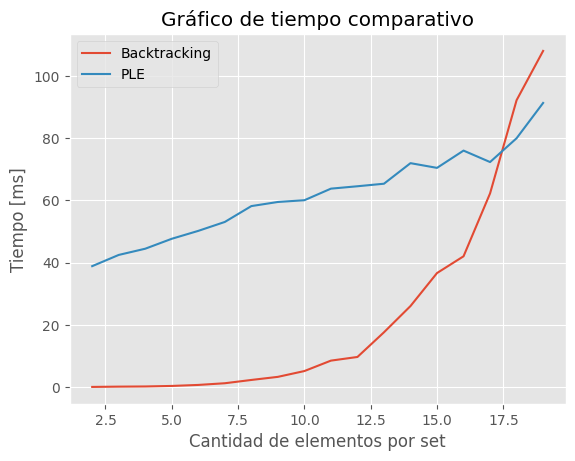 Gráfico de tiempo comparativo
Backtracking
PLE
100
80
60
40
20
0
Tiempo [ms]
2.5 5.0 7.5 10.0 12.5 15.0 17.5
Cantidad de elementos por set